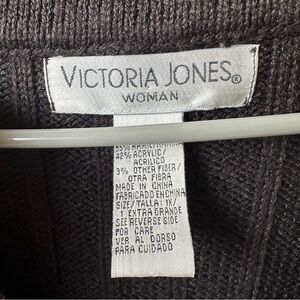 VICTORIA JONES®
WOMAN
42% ACRYLIC/
ACRILICO
3% OTHER FIBER/
OTRA FIBRA
MADE IN CHINA
FABRICADO EN CHINA
SIZE/TALLA: 1X/
1 EXTRA GRANDE
SEE REVERSE SIDE
FOR CARE
VER AL DORSO
PARA CUIDADO